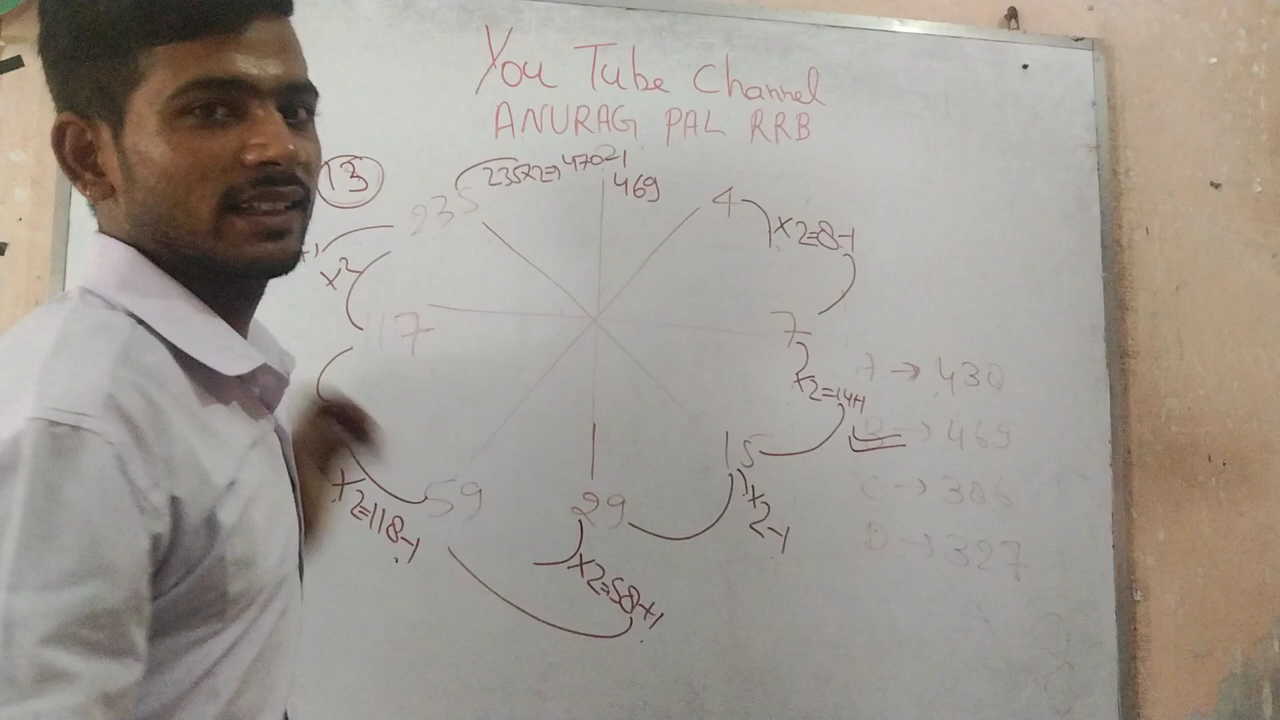 You Tube Channel
ANURAG PAL RRB
13
235
235×2=470-1
469
4
×2=8-1
+1
×2
117
7
×2=14+1
A → 430
B → 469
C → 386
D → 327
15
×2-1
59
29
×2=118-1
×2=58+1